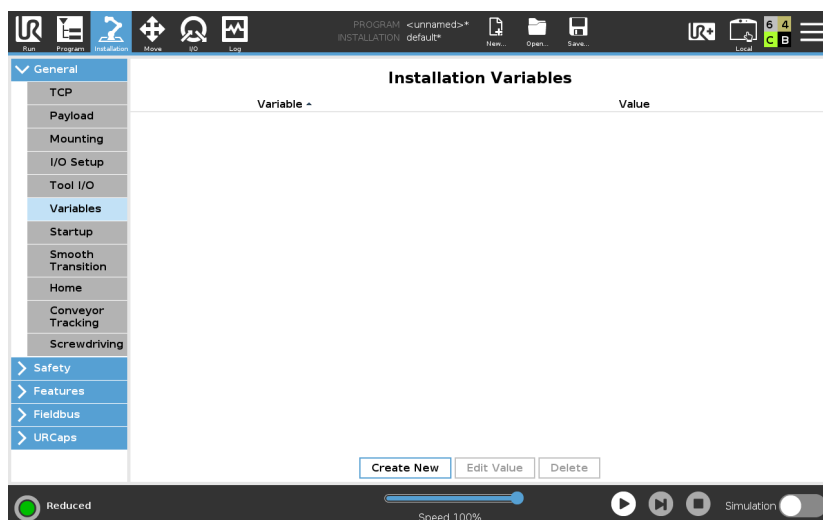 UR
Run
Program
Installation
Move
I/O
Log
PROGRAM <unnamed>*
INSTALLATION default*
New...
Open...
Save...
UR+
Local
6 4
C B
General
TCP
Payload
Mounting
I/O Setup
Tool I/O
Variables
Startup
Smooth
Transition
Home
Conveyor
Tracking
Screwdriving
Safety
Features
Fieldbus
URCaps
Installation Variables
Variable Value
Create New Edit Value Delete
Reduced
Speed 100%
Simulation